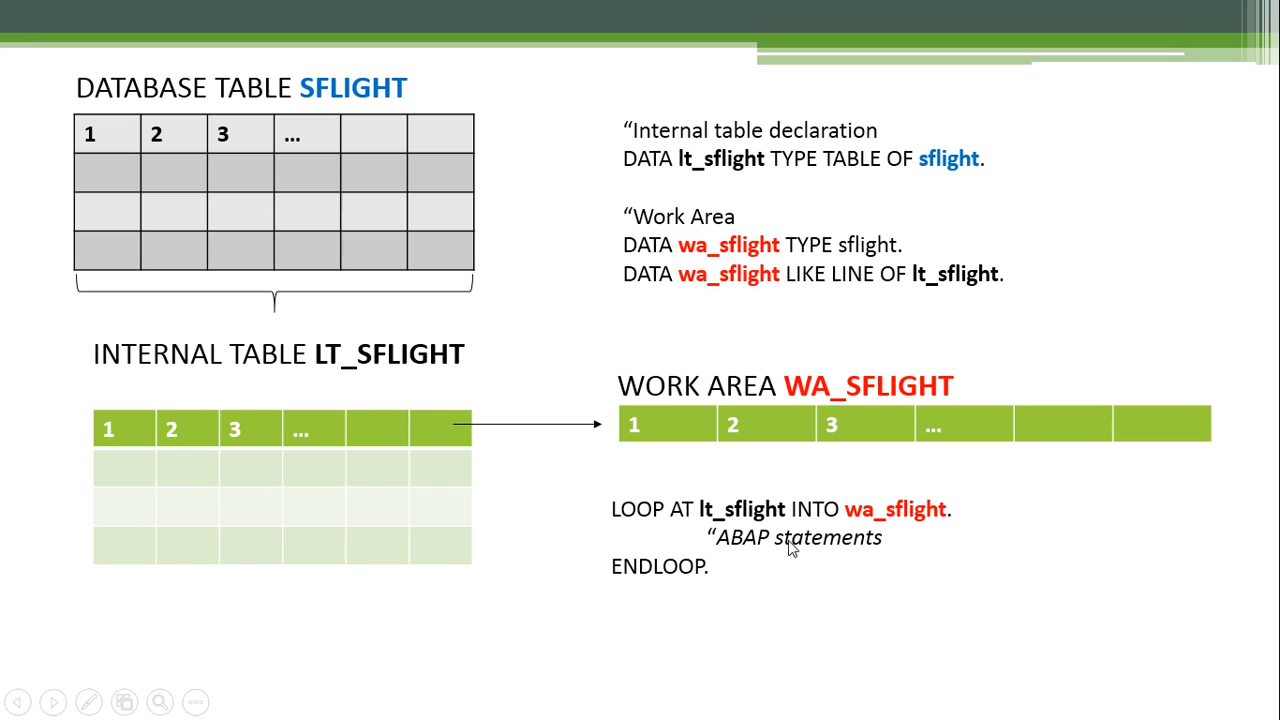 DATABASE TABLE SFLIGHT
1 2 3 ...
“Internal table declaration
DATA lt_sflight TYPE TABLE OF sflight.
“Work Area
DATA wa_sflight TYPE sflight.
DATA wa_sflight LIKE LINE OF lt_sflight.
INTERNAL TABLE LT_SFLIGHT
1 2 3 ...
WORK AREA WA_SFLIGHT
1 2 3 ...
LOOP AT lt_sflight INTO wa_sflight.
“ABAP statements
ENDLOOP.